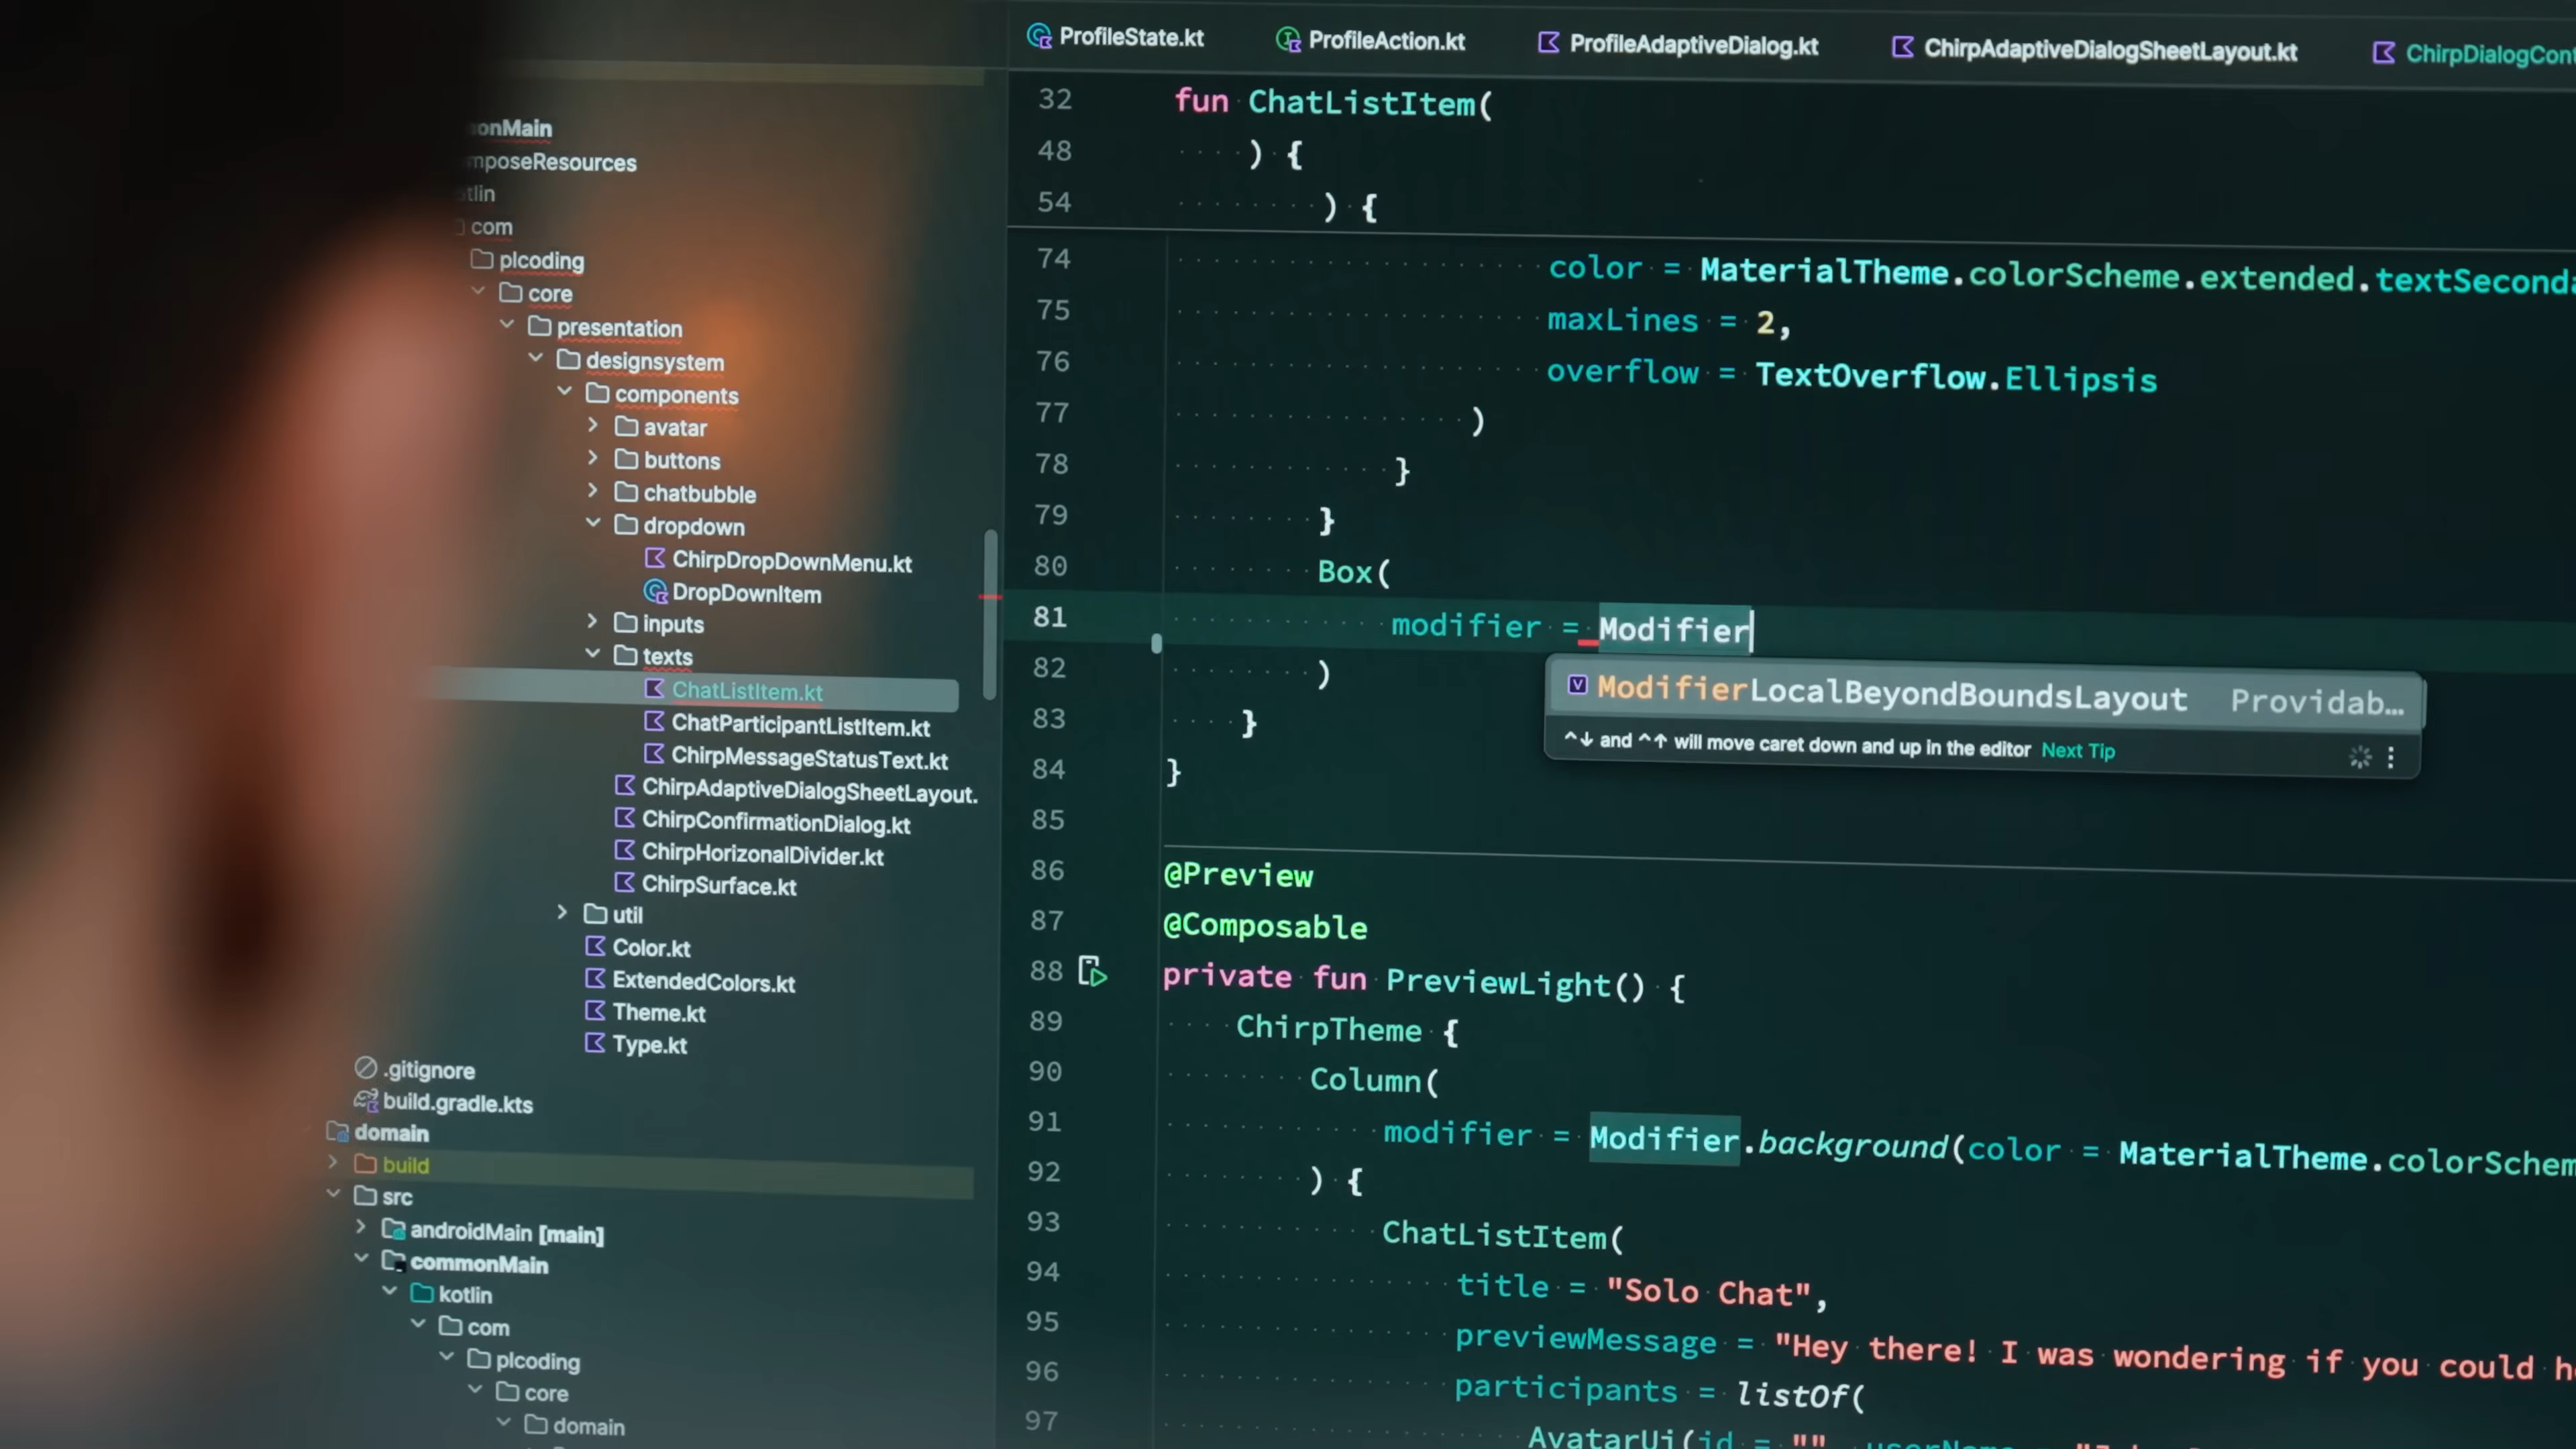 ProfileState.kt
ProfileAction.kt
ProfileAdaptiveDialog.kt
ChirpAdaptiveDialogSheetLayout.kt
ChirpDialogCont
onMain
mposeResources
tlin
com
plcoding
core
presentation
designsystem
components
avatar
buttons
chatbubble
dropdown
ChirpDropDownMenu.kt
DropDownItem
inputs
texts
ChatListItem.kt
ChatParticipantListItem.kt
ChirpMessageStatusText.kt
ChirpAdaptiveDialogSheetLayout.
ChirpConfirmationDialog.kt
ChirpHorizonalDivider.kt
ChirpSurface.kt
util
Color.kt
ExtendedColors.kt
Theme.kt
Type.kt
.gitignore
build.gradle.kts
domain
build
src
androidMain [main]
commonMain
kotlin
com
plcoding
core
domain
32 fun ChatListItem(
48 ) {
54 ) {
74 color = MaterialTheme.colorScheme.extended.textSeconda
75 maxLines = 2,
76 overflow = TextOverflow.Ellipsis
77 )
78 }
79 }
80 Box(
81 modifier = Modifier
ModifierLocalBeyondBoundsLayout Providab…
^↓ and ^↑ will move caret down and up in the editor Next Tip
82 )
83 }
84 }
85
86 @Preview
87 @Composable
88 private fun PreviewLight() {
89 ChirpTheme {
90 Column(
91 modifier = Modifier.background(color = MaterialTheme.colorSchem
92 ) {
93 ChatListItem(
94 title = "Solo Chat",
95 previewMessage = "Hey there! I was wondering if you could he
96 participants = listOf(
97 AvatarUi(id = "", userName